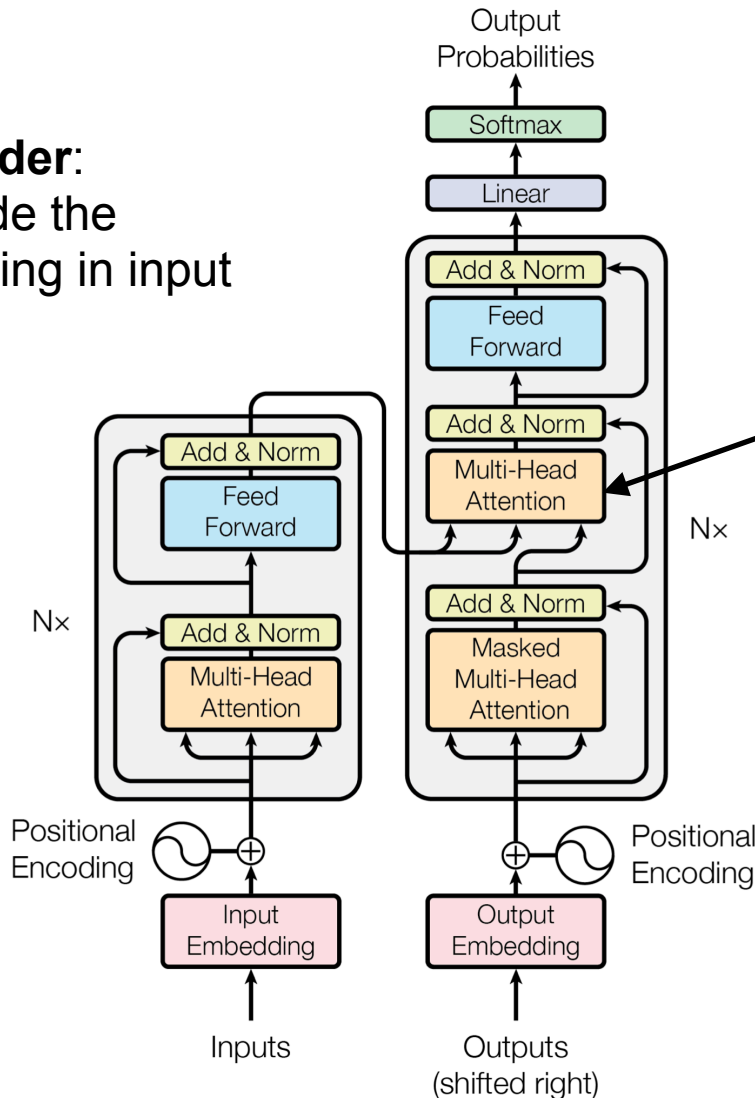 Output
Probabilities
Softmax
Linear
Add & Norm
Feed
Forward
Add & Norm
Multi-Head
Attention
Nx
Add & Norm
Masked
Multi-Head
Attention
Positional
Encoding
Output
Embedding
Outputs
(shifted right)
der:
de the
ing in input
Add & Norm
Feed
Forward
Nx
Add & Norm
Multi-Head
Attention
Positional
Encoding
Input
Embedding
Inputs